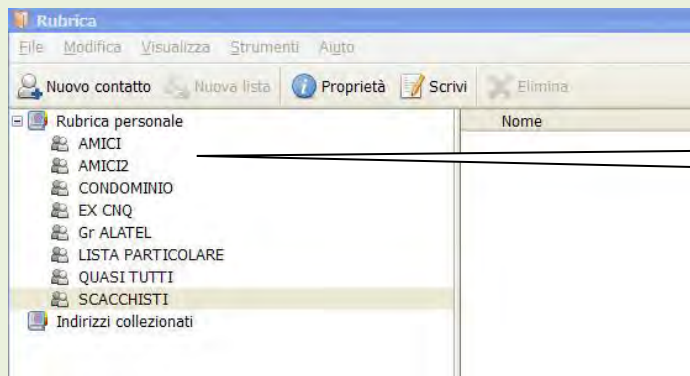 Rubrica
File Modifica Visualizza Strumenti Aiuto
Nuovo contatto Nuova lista Proprietà Scrivi Elimina
Rubrica personale Nome
AMICI
AMICI2
CONDOMINIO
EX CNQ
Gr ALATEL
LISTA PARTICOLARE
QUASI TUTTI
SCACCHISTI
Indirizzi collezionati